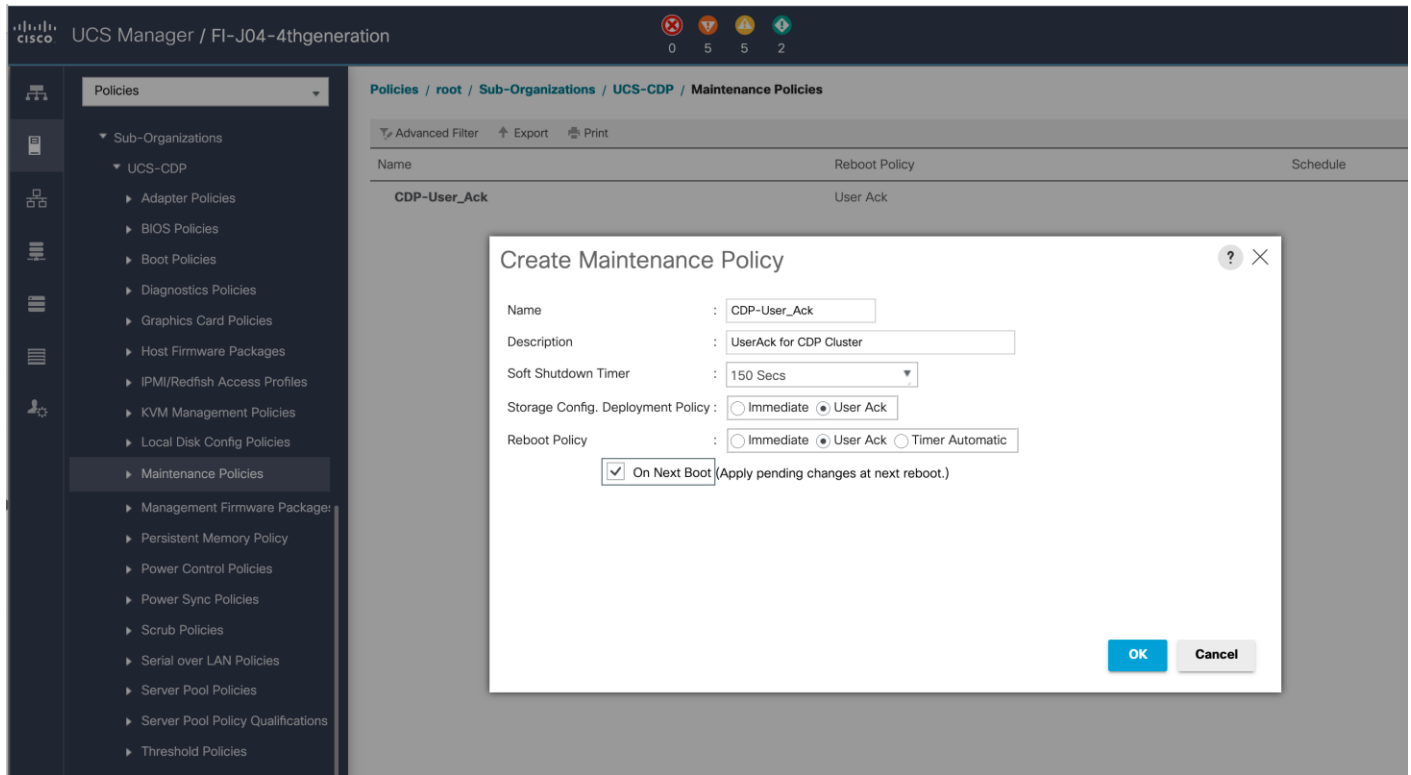 cisco UCS Manager / FI-J04-4thgeneration
0 5 5 2
Policies
Sub-Organizations
UCS-CDP
Adapter Policies
BIOS Policies
Boot Policies
Diagnostics Policies
Graphics Card Policies
Host Firmware Packages
IPMI/Redfish Access Profiles
KVM Management Policies
Local Disk Config Policies
Maintenance Policies
Management Firmware Packages
Persistent Memory Policy
Power Control Policies
Power Sync Policies
Scrub Policies
Serial over LAN Policies
Server Pool Policies
Server Pool Policy Qualifications
Threshold Policies
Policies / root / Sub-Organizations / UCS-CDP / Maintenance Policies
Advanced Filter Export Print
Name Reboot Policy Schedule
CDP-User_Ack User Ack
Create Maintenance Policy ?
Name : CDP-User_Ack
Description : UserAck for CDP Cluster
Soft Shutdown Timer : 150 Secs
Storage Config. Deployment Policy : Immediate User Ack
Reboot Policy : Immediate User Ack Timer Automatic
On Next Boot (Apply pending changes at next reboot.)
OK Cancel